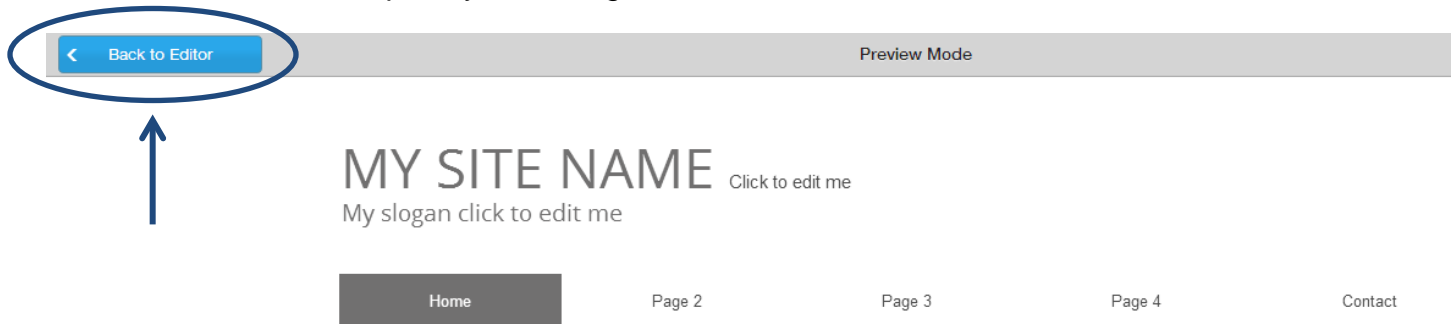 Back to Editor
Preview Mode
MY SITE NAME Click to edit me
My slogan click to edit me
Home Page 2 Page 3 Page 4 Contact